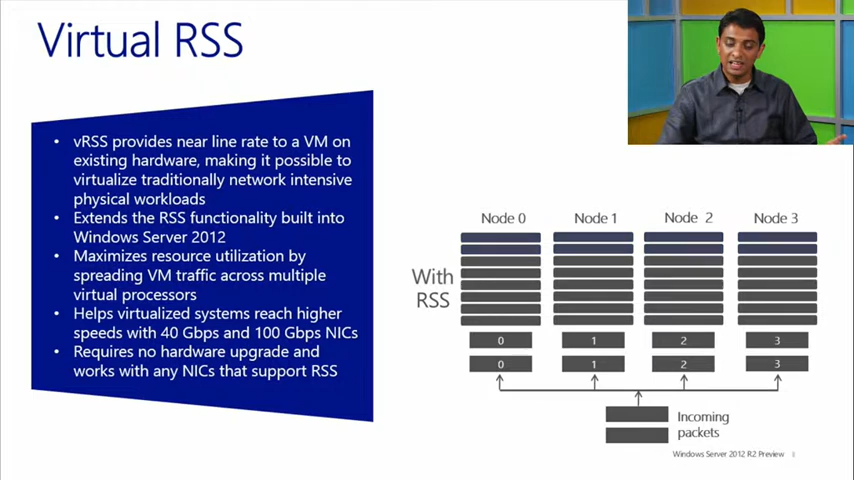 Virtual RSS
• vRSS provides near line rate to a VM on
existing hardware, making it possible to
virtualize traditionally network intensive
physical workloads
• Extends the RSS functionality built into
Windows Server 2012
• Maximizes resource utilization by
spreading VM traffic across multiple
virtual processors
• Helps virtualized systems reach higher
speeds with 40 Gbps and 100 Gbps NICs
• Requires no hardware upgrade and
works with any NICs that support RSS
Node 0 Node 1 Node 2 Node 3
With
RSS
0 1 2 3
0 1 2 3
Incoming
packets
Windows Server 2012 R2 Preview